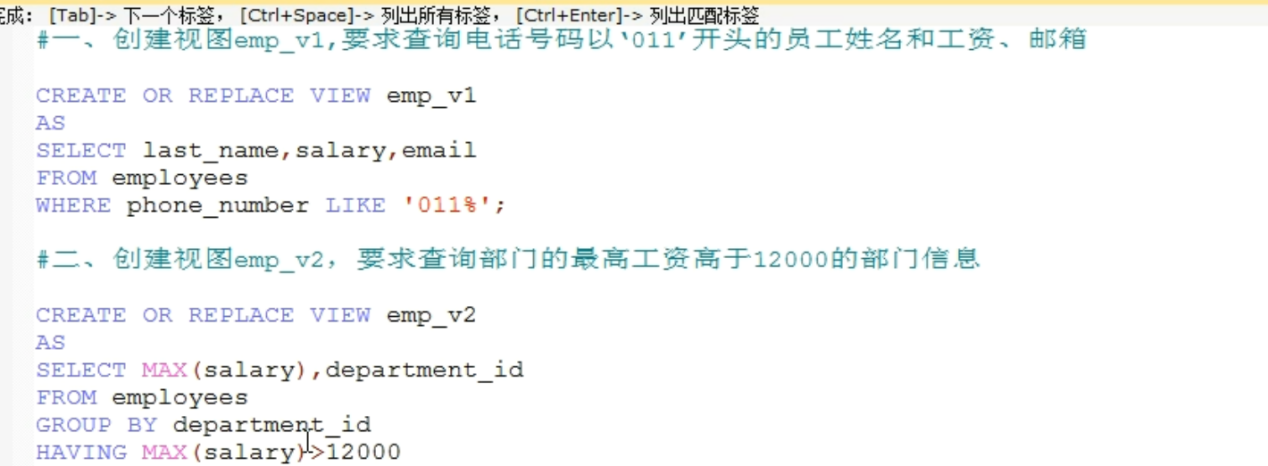 完成： [Tab]-> 下一个标签， [Ctrl+Space]-> 列出所有标签， [Ctrl+Enter]-> 列出匹配标签
#一、创建视图emp_v1,要求查询电话号码以‘011’开头的员工姓名和工资、邮箱
CREATE OR REPLACE VIEW emp_v1
AS
SELECT last_name,salary,email
FROM employees
WHERE phone_number LIKE '011%';
#二、创建视图emp_v2，要求查询部门的最高工资高于12000的部门信息
CREATE OR REPLACE VIEW emp_v2
AS
SELECT MAX(salary),department_id
FROM employees
GROUP BY department_id
HAVING MAX(salary)>12000